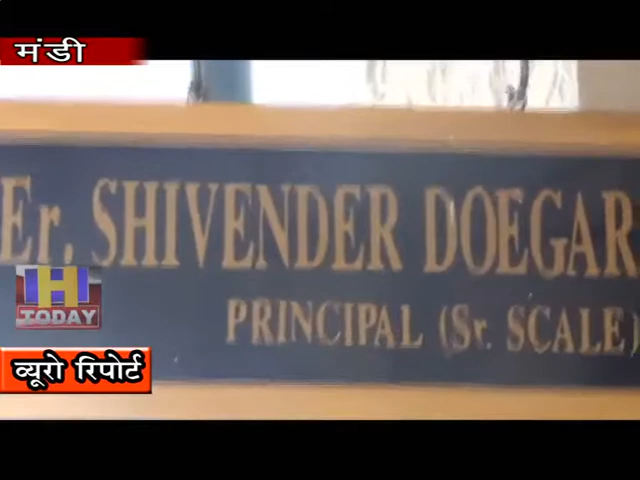 मंडी
Er. SHIVENDER DOEGAR
PRINCIPAL (Sr. SCALE)
H
TODAY
व्यूरो रिपोर्ट